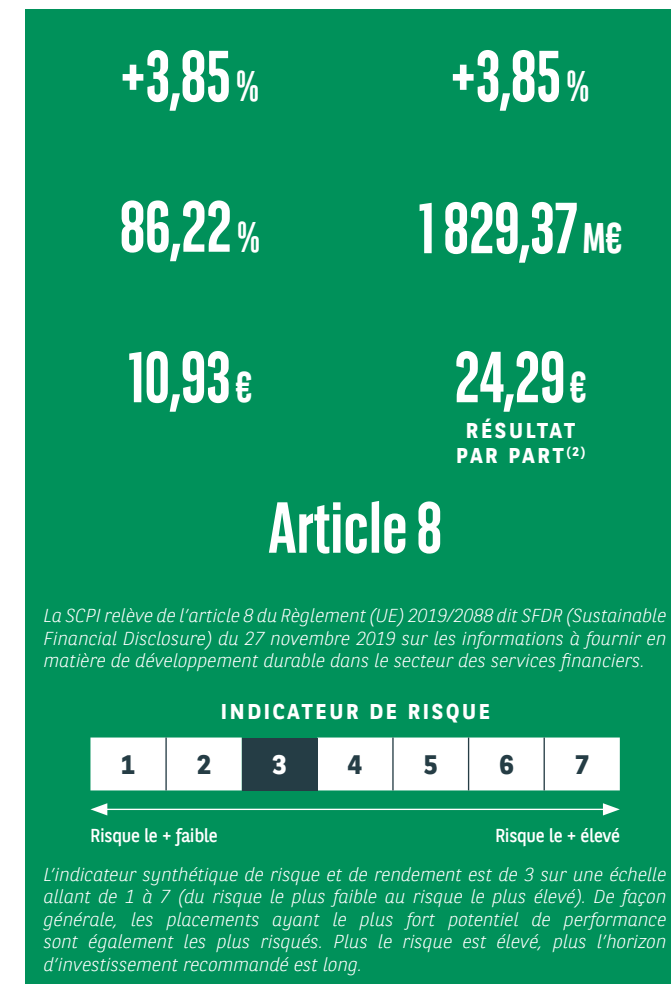 +3,85 % +3,85 %
86,22 % 1 829,37 M€
10,93 € 24,29 €
RÉSULTAT
PAR PART(2)
Article 8
La SCPI relève de l'article 8 du Règlement (UE) 2019/2088 dit SFDR (Sustainable
Financial Disclosure) du 27 novembre 2019 sur les informations à fournir en
matière de développement durable dans le secteur des services financiers.
INDICATEUR DE RISQUE
1 2 3 4 5 6 7
Risque le + faible Risque le + élevé
L'indicateur synthétique de risque et de rendement est de 3 sur une échelle
allant de 1 à 7 (du risque le plus faible au risque le plus élevé). De façon
générale, les placements ayant le plus fort potentiel de performance
sont également les plus risqués. Plus le risque est élevé, plus l'horizon
d'investissement recommandé est long.